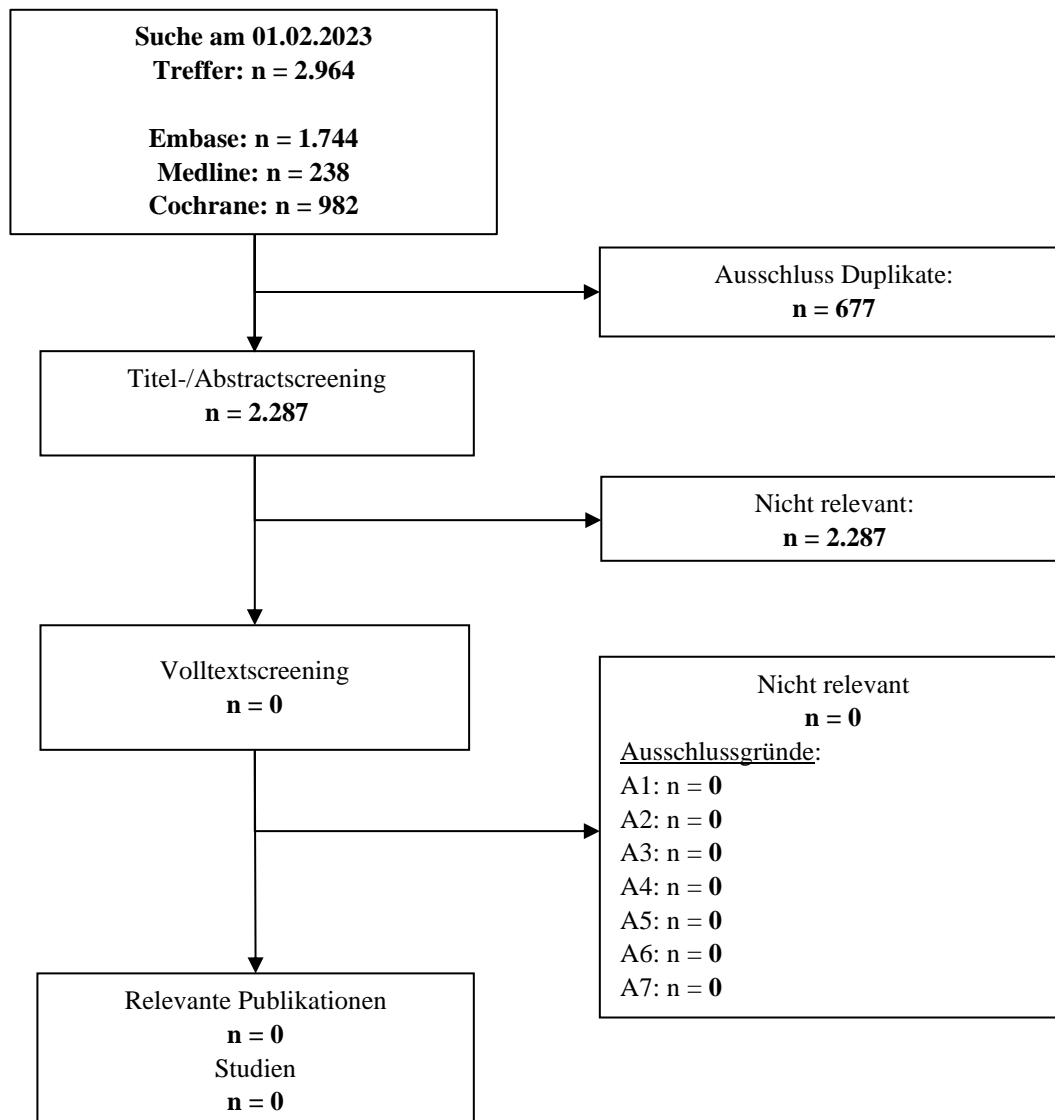 Suche am 01.02.2023
Treffer: n = 2.964
Embase: n = 1.744
Medline: n = 238
Cochrane: n = 982
Ausschluss Duplikate:
n = 677
Titel-/Abstractscreening
n = 2.287
Nicht relevant:
n = 2.287
Volltextscreening
n = 0
Nicht relevant
n = 0
Ausschlussgründe:
A1: n = 0
A2: n = 0
A3: n = 0
A4: n = 0
A5: n = 0
A6: n = 0
A7: n = 0
Relevante Publikationen
n = 0
Studien
n = 0